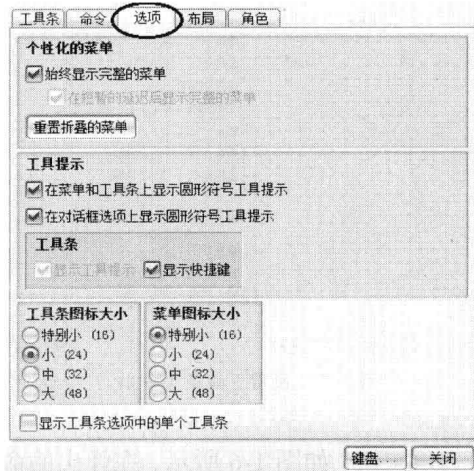 工具条 命令 选项 布局 角色
个性化的菜单
始终显示完整的菜单
在短暂的延迟后显示完整的菜单
重置折叠的菜单
工具提示
在菜单和工具条上显示圆形符号工具提示
在对话框选项上显示圆形符号工具提示
工具条
显示工具提示 显示快捷键
工具条图标大小 菜单图标大小
特别小 (16) 特别小 (16)
小 (24) 小 (24)
中 (32) 中 (32)
大 (48) 大 (48)
显示工具条选项中的单个工具条
键盘... 关闭